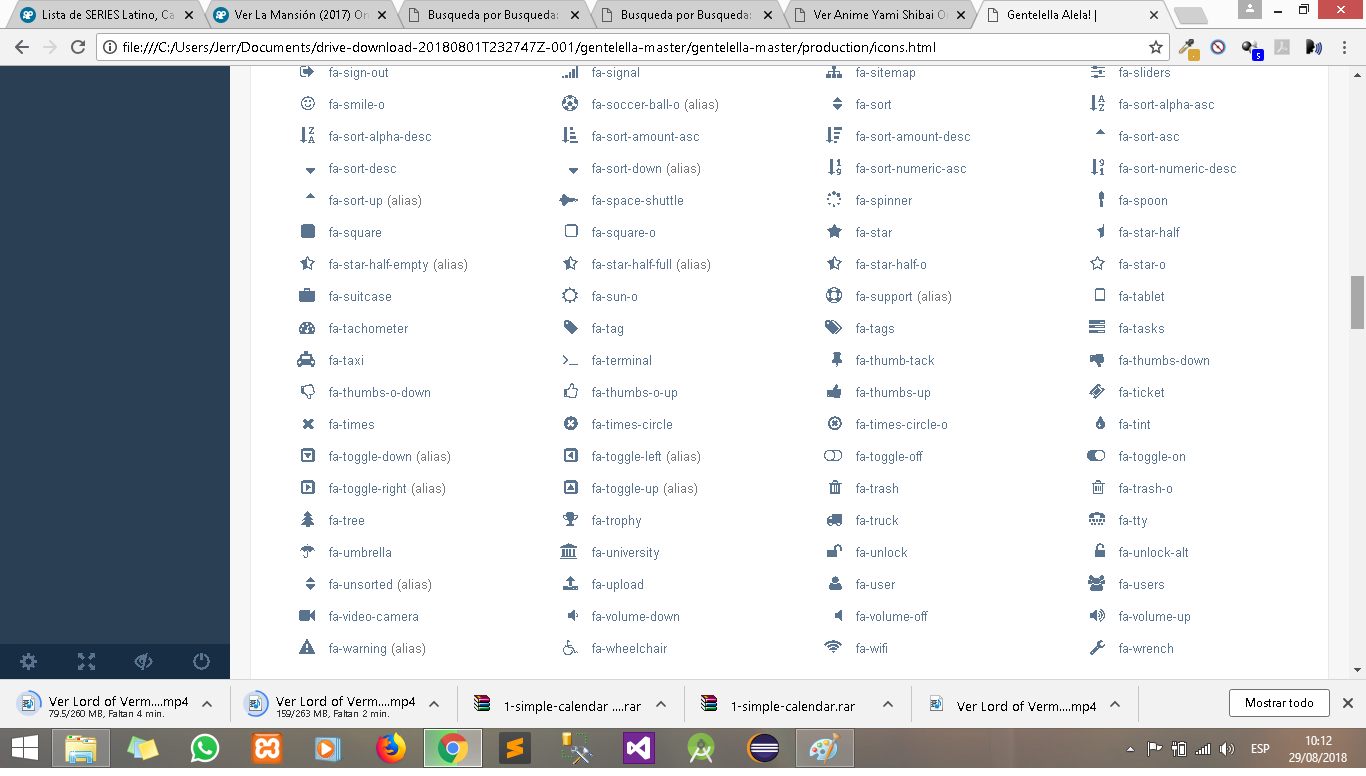 Lista de SERIES Latino, Ca
Ver La Mansión (2017) On
Busqueda por Busqueda:
Busqueda por Busqueda:
Ver Anime Yami Shibai O
Gentelella Alela! |
file:///C:/Users/Jerr/Documents/drive-download-20180801T232747Z-001/gentelella-master/gentelella-master/production/icons.html
fa-sign-out fa-signal fa-sitemap fa-sliders
fa-smile-o fa-soccer-ball-o (alias) fa-sort fa-sort-alpha-asc
fa-sort-alpha-desc fa-sort-amount-asc fa-sort-amount-desc fa-sort-asc
fa-sort-desc fa-sort-down (alias) fa-sort-numeric-asc fa-sort-numeric-desc
fa-sort-up (alias) fa-space-shuttle fa-spinner fa-spoon
fa-square fa-square-o fa-star fa-star-half
fa-star-half-empty (alias) fa-star-half-full (alias) fa-star-half-o fa-star-o
fa-suitcase fa-sun-o fa-support (alias) fa-tablet
fa-tachometer fa-tag fa-tags fa-tasks
fa-taxi fa-terminal fa-thumb-tack fa-thumbs-down
fa-thumbs-o-down fa-thumbs-o-up fa-thumbs-up fa-ticket
fa-times fa-times-circle fa-times-circle-o fa-tint
fa-toggle-down (alias) fa-toggle-left (alias) fa-toggle-off fa-toggle-on
fa-toggle-right (alias) fa-toggle-up (alias) fa-trash fa-trash-o
fa-tree fa-trophy fa-truck fa-tty
fa-umbrella fa-university fa-unlock fa-unlock-alt
fa-unsorted (alias) fa-upload fa-user fa-users
fa-video-camera fa-volume-down fa-volume-off fa-volume-up
fa-warning (alias) fa-wheelchair fa-wifi fa-wrench
Ver Lord of Verm....mp4
79.5/260 MB, Faltan 4 min.
Ver Lord of Verm....mp4
159/263 MB, Faltan 2 min.
1-simple-calendar ....rar
1-simple-calendar.rar
Ver Lord of Verm....mp4
Mostrar todo
ESP
10:12
29/08/2018